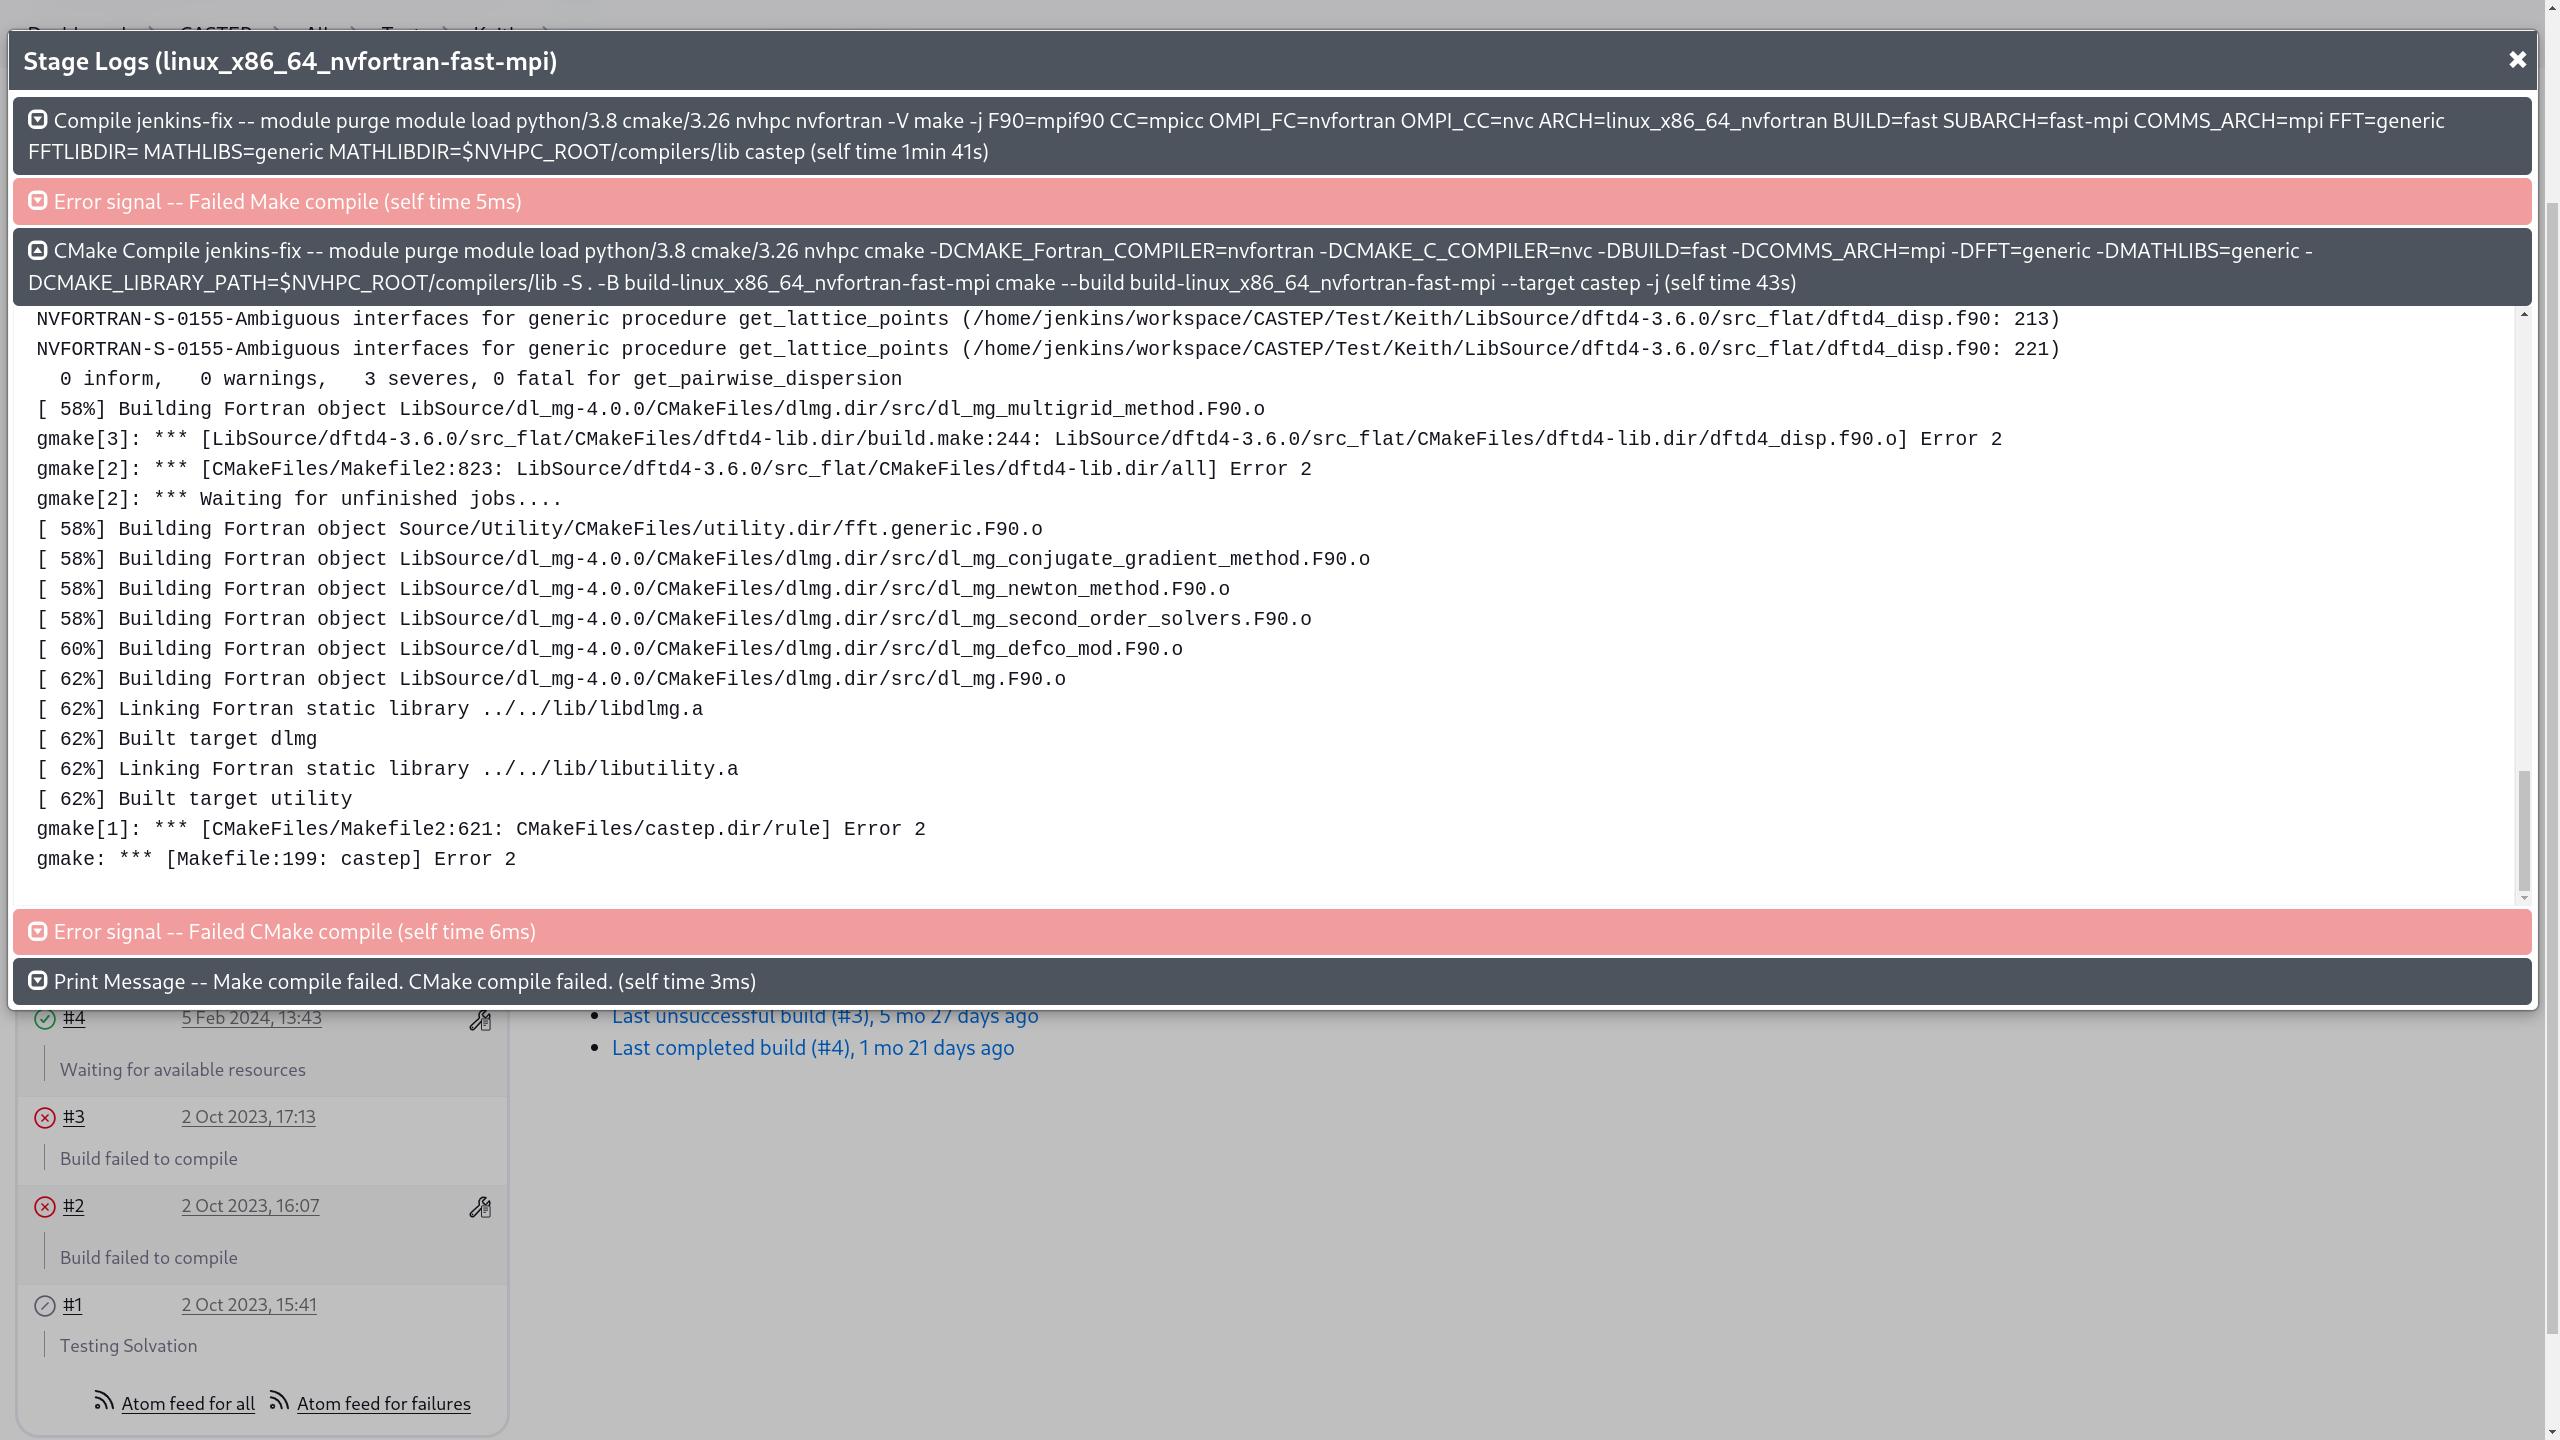 Stage Logs (linux_x86_64_nvfortran-fast-mpi)
Compile jenkins-fix -- module purge module load python/3.8 cmake/3.26 nvhpc nvfortran -V make -j F90=mpif90 CC=mpicc OMPI_FC=nvfortran OMPI_CC=nvc ARCH=linux_x86_64_nvfortran BUILD=fast SUBARCH=fast-mpi COMMS_ARCH=mpi FFT=generic
FFTLIBDIR= MATHLIBS=generic MATHLIBDIR=$NVHPC_ROOT/compilers/lib castep (self time 1min 41s)
Error signal -- Failed Make compile (self time 5ms)
CMake Compile jenkins-fix -- module purge module load python/3.8 cmake/3.26 nvhpc cmake -DCMAKE_Fortran_COMPILER=nvfortran -DCMAKE_C_COMPILER=nvc -DBUILD=fast -DCOMMS_ARCH=mpi -DFFT=generic -DMATHLIBS=generic -
DCMAKE_LIBRARY_PATH=$NVHPC_ROOT/compilers/lib -S . -B build-linux_x86_64_nvfortran-fast-mpi cmake --build build-linux_x86_64_nvfortran-fast-mpi --target castep -j (self time 43s)
NVFORTRAN-S-0155-Ambiguous interfaces for generic procedure get_lattice_points (/home/jenkins/workspace/CASTEP/Test/Keith/LibSource/dftd4-3.6.0/src_flat/dftd4_disp.f90: 213)
NVFORTRAN-S-0155-Ambiguous interfaces for generic procedure get_lattice_points (/home/jenkins/workspace/CASTEP/Test/Keith/LibSource/dftd4-3.6.0/src_flat/dftd4_disp.f90: 221)
  0 inform,   0 warnings,   3 severes, 0 fatal for get_pairwise_dispersion
[ 58%] Building Fortran object LibSource/dl_mg-4.0.0/CMakeFiles/dlmg.dir/src/dl_mg_multigrid_method.F90.o
gmake[3]: *** [LibSource/dftd4-3.6.0/src_flat/CMakeFiles/dftd4-lib.dir/build.make:244: LibSource/dftd4-3.6.0/src_flat/CMakeFiles/dftd4-lib.dir/dftd4_disp.f90.o] Error 2
gmake[2]: *** [CMakeFiles/Makefile2:823: LibSource/dftd4-3.6.0/src_flat/CMakeFiles/dftd4-lib.dir/all] Error 2
gmake[2]: *** Waiting for unfinished jobs....
[ 58%] Building Fortran object Source/Utility/CMakeFiles/utility.dir/fft.generic.F90.o
[ 58%] Building Fortran object LibSource/dl_mg-4.0.0/CMakeFiles/dlmg.dir/src/dl_mg_conjugate_gradient_method.F90.o
[ 58%] Building Fortran object LibSource/dl_mg-4.0.0/CMakeFiles/dlmg.dir/src/dl_mg_newton_method.F90.o
[ 58%] Building Fortran object LibSource/dl_mg-4.0.0/CMakeFiles/dlmg.dir/src/dl_mg_second_order_solvers.F90.o
[ 60%] Building Fortran object LibSource/dl_mg-4.0.0/CMakeFiles/dlmg.dir/src/dl_mg_defco_mod.F90.o
[ 62%] Building Fortran object LibSource/dl_mg-4.0.0/CMakeFiles/dlmg.dir/src/dl_mg.F90.o
[ 62%] Linking Fortran static library ../../lib/libdlmg.a
[ 62%] Built target dlmg
[ 62%] Linking Fortran static library ../../lib/libutility.a
[ 62%] Built target utility
gmake[1]: *** [CMakeFiles/Makefile2:621: CMakeFiles/castep.dir/rule] Error 2
gmake: *** [Makefile:199: castep] Error 2
Error signal -- Failed CMake compile (self time 6ms)
Print Message -- Make compile failed. CMake compile failed. (self time 3ms)
#4 5 Feb 2024, 13:43
Waiting for available resources
#3 2 Oct 2023, 17:13
Build failed to compile
#2 2 Oct 2023, 16:07
Build failed to compile
#1 2 Oct 2023, 15:41
Testing Solvation
Atom feed for all Atom feed for failures
Last unsuccessful build (#3), 5 mo 27 days ago
Last completed build (#4), 1 mo 21 days ago